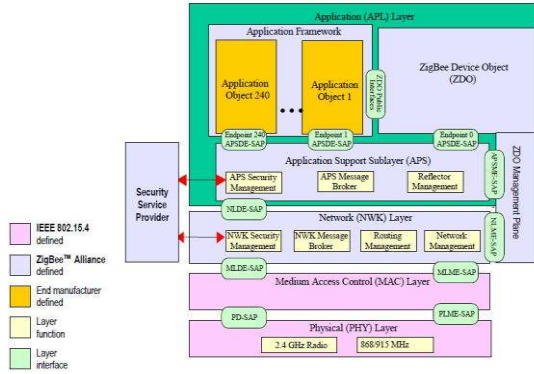 Application (APL) Layer
Application Framework
Application
Object 240
...
Application
Object 1
ZDO Public
Interfaces
ZigBee Device Object
(ZDO)
Endpoint 240
APSDE-SAP
Endpoint 1
APSDE-SAP
Endpoint 0
APSDE-SAP
Application Support Sublayer (APS)
APS Security
Management
APS Message
Broker
Reflector
Management
APSME-SAP
ZDO Management Plane
Security
Service
Provider
NLDE-SAP
Network (NWK) Layer
NWK Security
Management
NWK Message
Broker
Routing
Management
Network
Management
NLME-SAP
MLDE-SAP
MLME-SAP
Medium Access Control (MAC) Layer
PD-SAP
PLME-SAP
Physical (PHY) Layer
2.4 GHz Radio
868/915 MHz
IEEE 802.15.4
defined
ZigBee™ Alliance
defined
End manufacturer
defined
Layer
function
Layer
interface